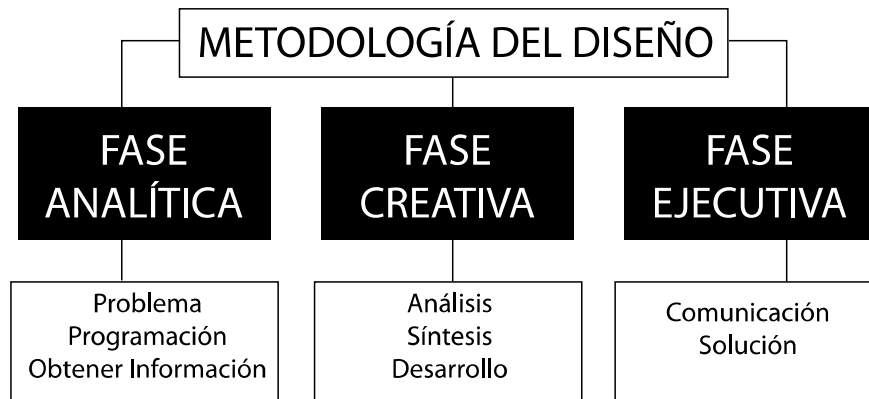 METODOLOGÍA DEL DISEÑO
FASE
ANALÍTICA
Problema
Programación
Obtener Información
FASE
CREATIVA
Análisis
Síntesis
Desarrollo
FASE
EJECUTIVA
Comunicación
Solución